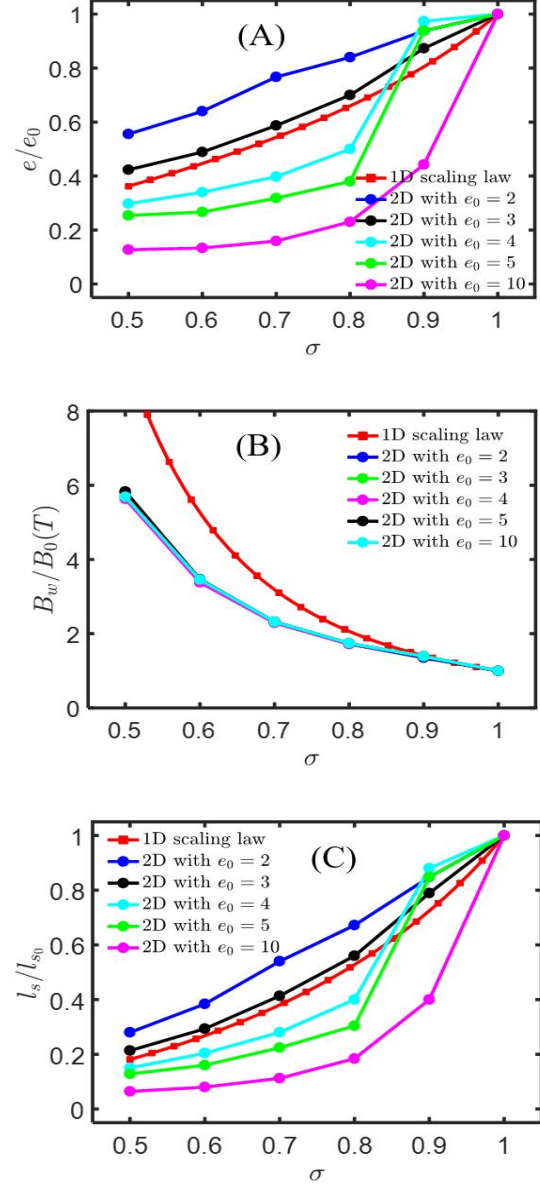 (A)
1
0.8
0.6
0.4
0.2
0
e/e₀
1D scaling law
2D with e₀ = 2
2D with e₀ = 3
2D with e₀ = 4
2D with e₀ = 5
2D with e₀ = 10
0.5 0.6 0.7 0.8 0.9 1
σ
(B)
8
6
4
2
0
B_w/B₀(T)
1D scaling law
2D with e₀ = 2
2D with e₀ = 3
2D with e₀ = 4
2D with e₀ = 5
2D with e₀ = 10
0.5 0.6 0.7 0.8 0.9 1
σ
(C)
1
0.8
0.6
0.4
0.2
0
l_s/l_{s₀}
1D scaling law
2D with e₀ = 2
2D with e₀ = 3
2D with e₀ = 4
2D with e₀ = 5
2D with e₀ = 10
0.5 0.6 0.7 0.8 0.9 1
σ